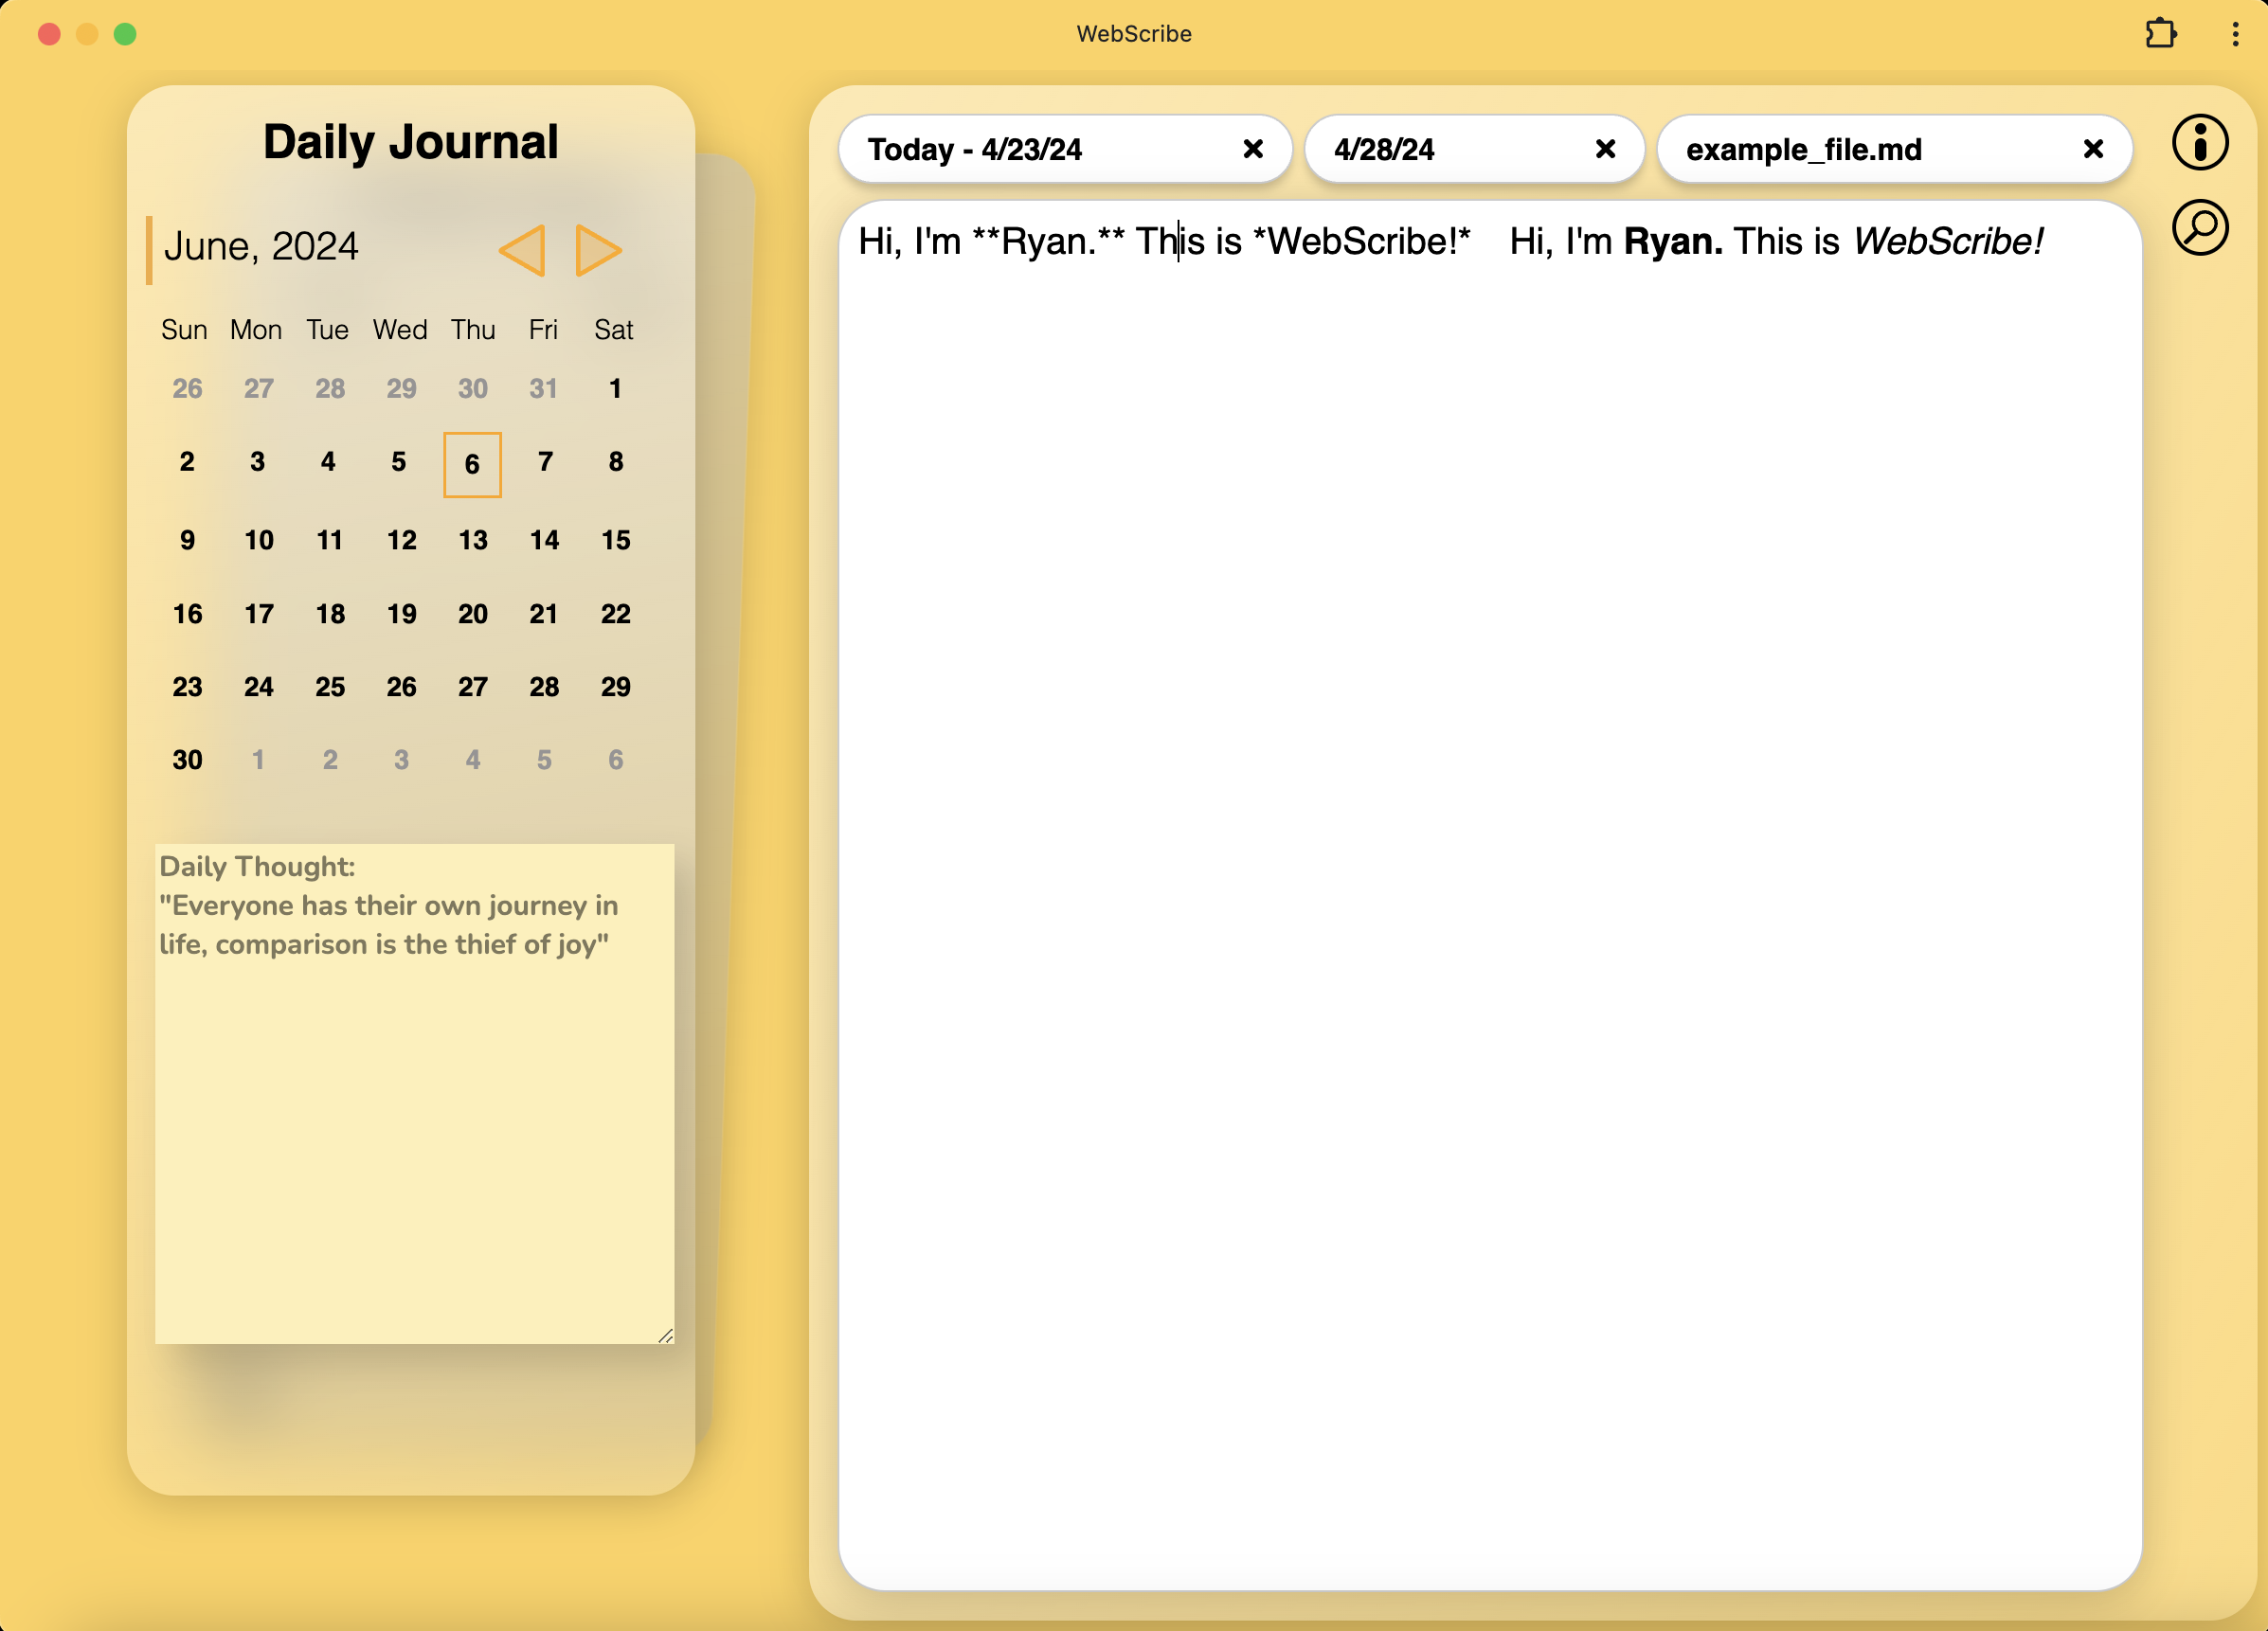 WebScribe
Daily Journal
June, 2024
Sun Mon Tue Wed Thu Fri Sat
26 27 28 29 30 31 1
2 3 4 5 6 7 8
9 10 11 12 13 14 15
16 17 18 19 20 21 22
23 24 25 26 27 28 29
30 1 2 3 4 5 6
Daily Thought:
"Everyone has their own journey in
life, comparison is the thief of joy"
Today - 4/23/24
4/28/24
example_file.md
Hi, I'm **Ryan.** This is *WebScribe!*
Hi, I'm Ryan. This is WebScribe!